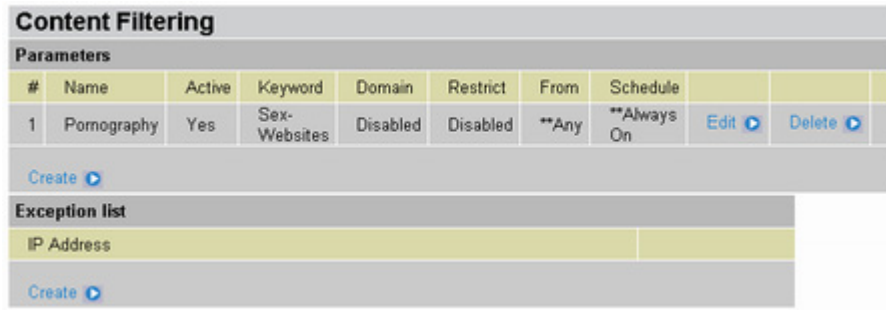 Content Filtering
Parameters
# Name Active Keyword Domain Restrict From Schedule
1 Pornography Yes Sex-Websites Disabled Disabled **Any **Always On Edit Delete
Create
Exception list
IP Address
Create